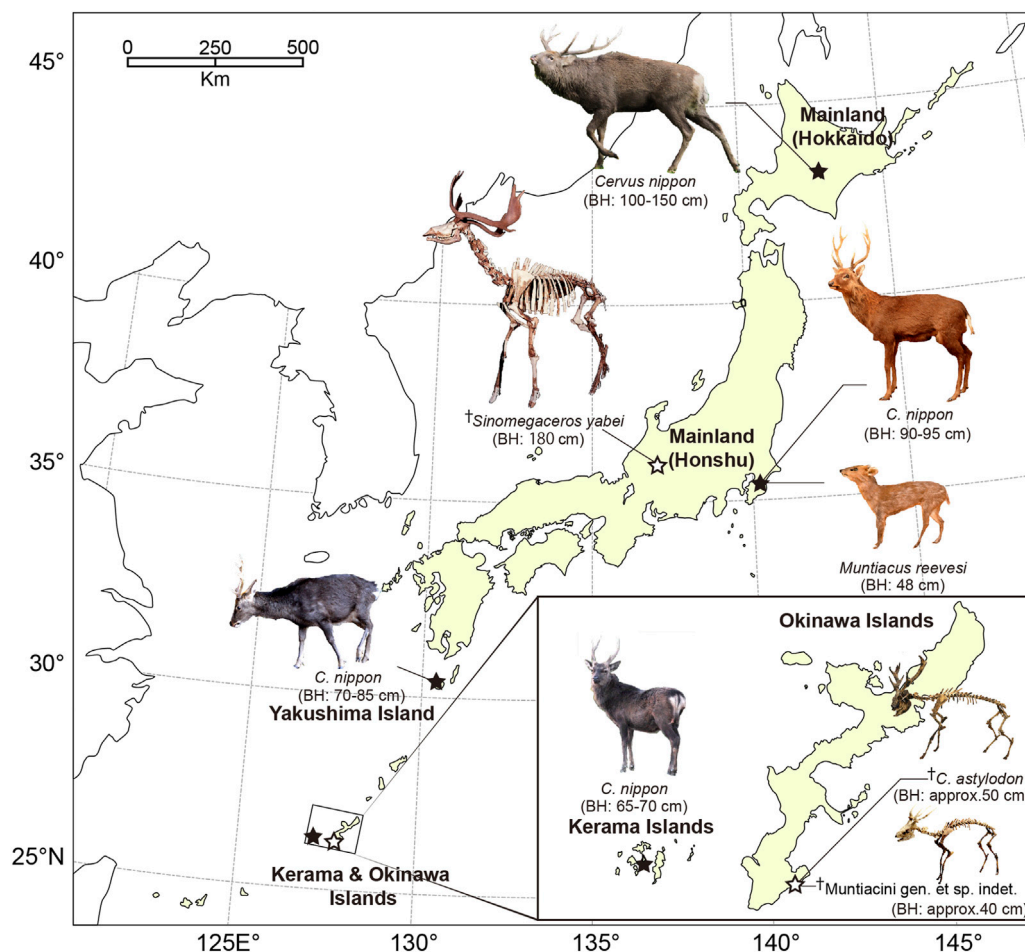 0 250 500
Km
45°
40°
35°
30°
25°N
125E°
130°
135°
140°
145°
Mainland
(Hokkaido)
Cervus nippon
(BH: 100-150 cm)
†Sinomegaceros yabei
(BH: 180 cm)
Mainland
(Honshu)
C. nippon
(BH: 90-95 cm)
Muntiacus reevesi
(BH: 48 cm)
C. nippon
(BH: 70-85 cm)
Yakushima Island
Kerama & Okinawa
Islands
Okinawa Islands
C. nippon
(BH: 65-70 cm)
Kerama Islands
†C. astylodon
(BH: approx.50 cm)
†Muntiacini gen. et sp. indet.
(BH: approx.40 cm)